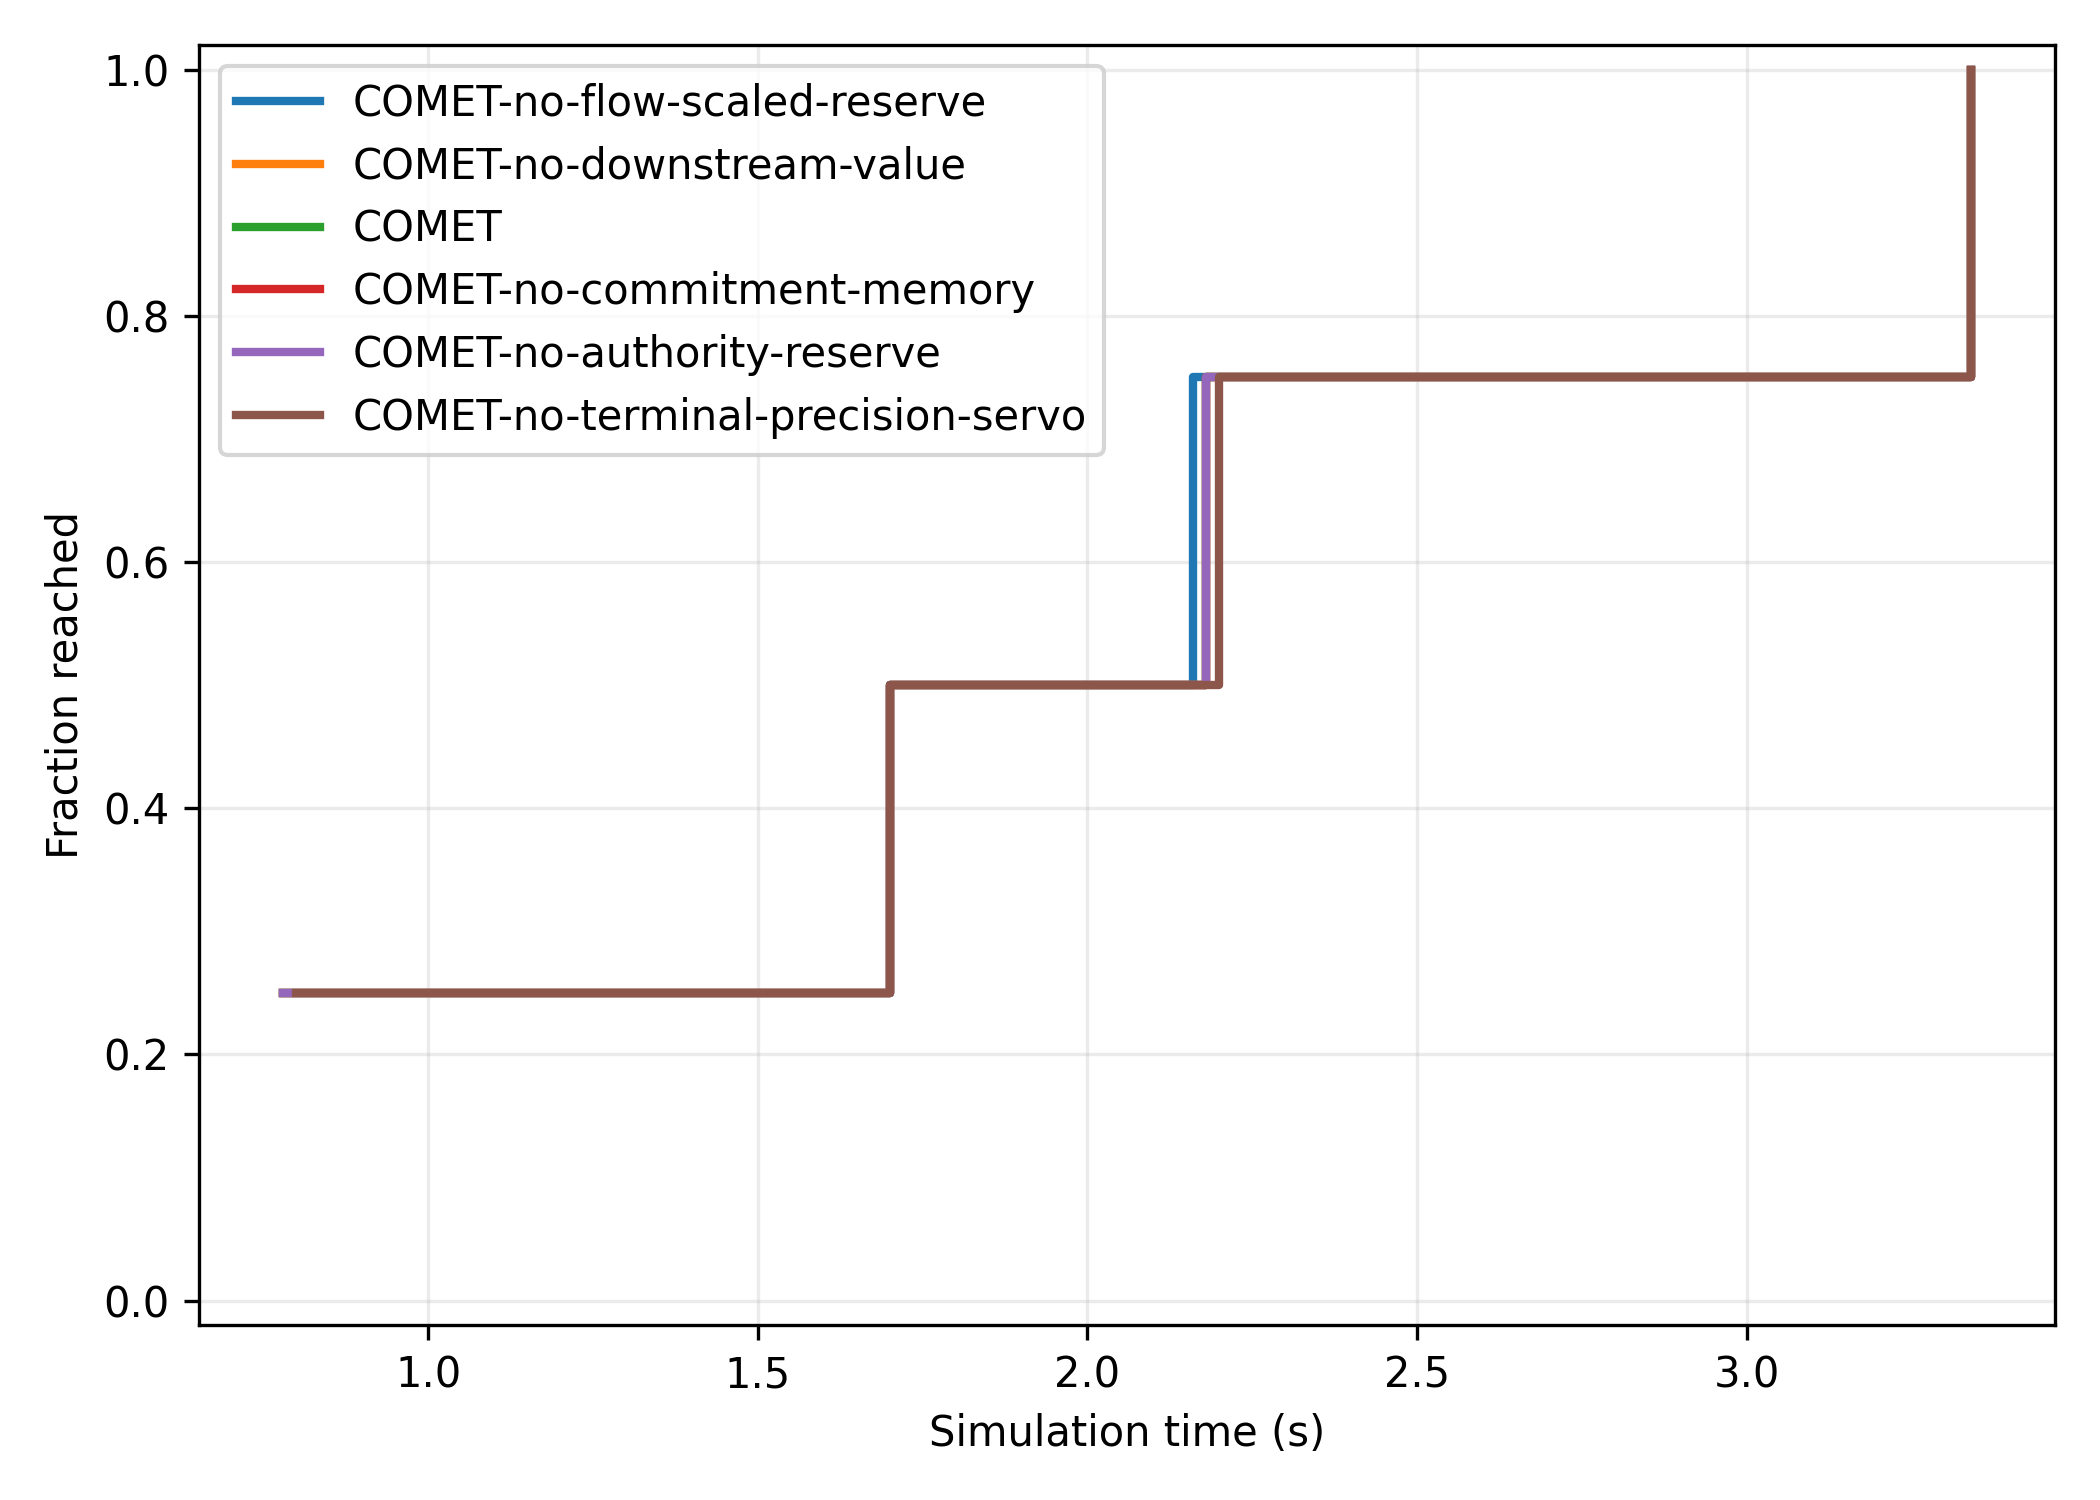 1.0
0.8
0.6
0.4
0.2
0.0
Fraction reached
COMET-no-flow-scaled-reserve
COMET-no-downstream-value
COMET
COMET-no-commitment-memory
COMET-no-authority-reserve
COMET-no-terminal-precision-servo
1.0 1.5 2.0 2.5 3.0
Simulation time (s)